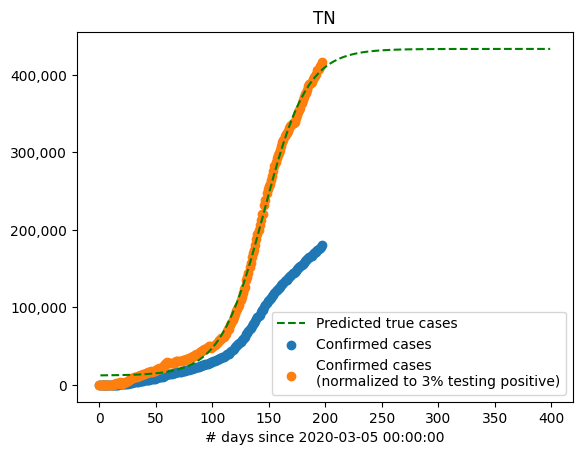 TN
400,000
300,000
200,000
100,000
0
0 50 100 150 200 250 300 350 400
# days since 2020-03-05 00:00:00
Predicted true cases
Confirmed cases
Confirmed cases
(normalized to 3% testing positive)